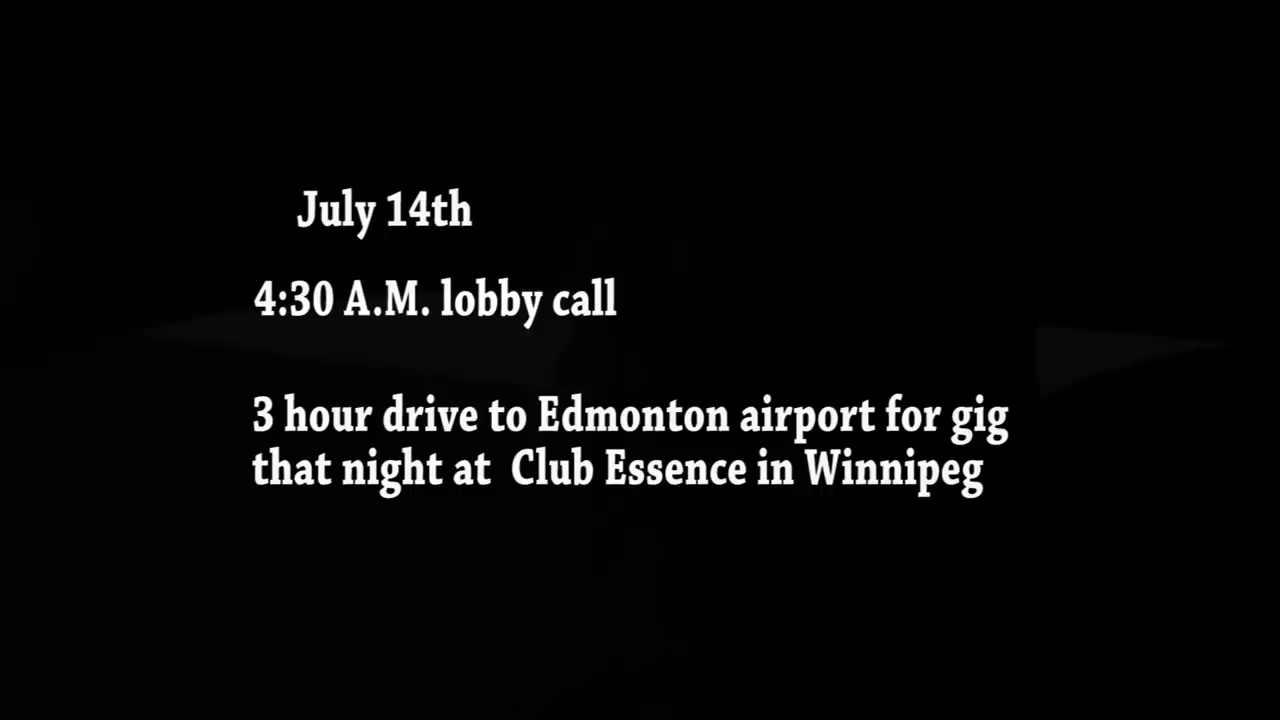 July 14th
4:30 A.M. lobby call
3 hour drive to Edmonton airport for gig
that night at  Club Essence in Winnipeg